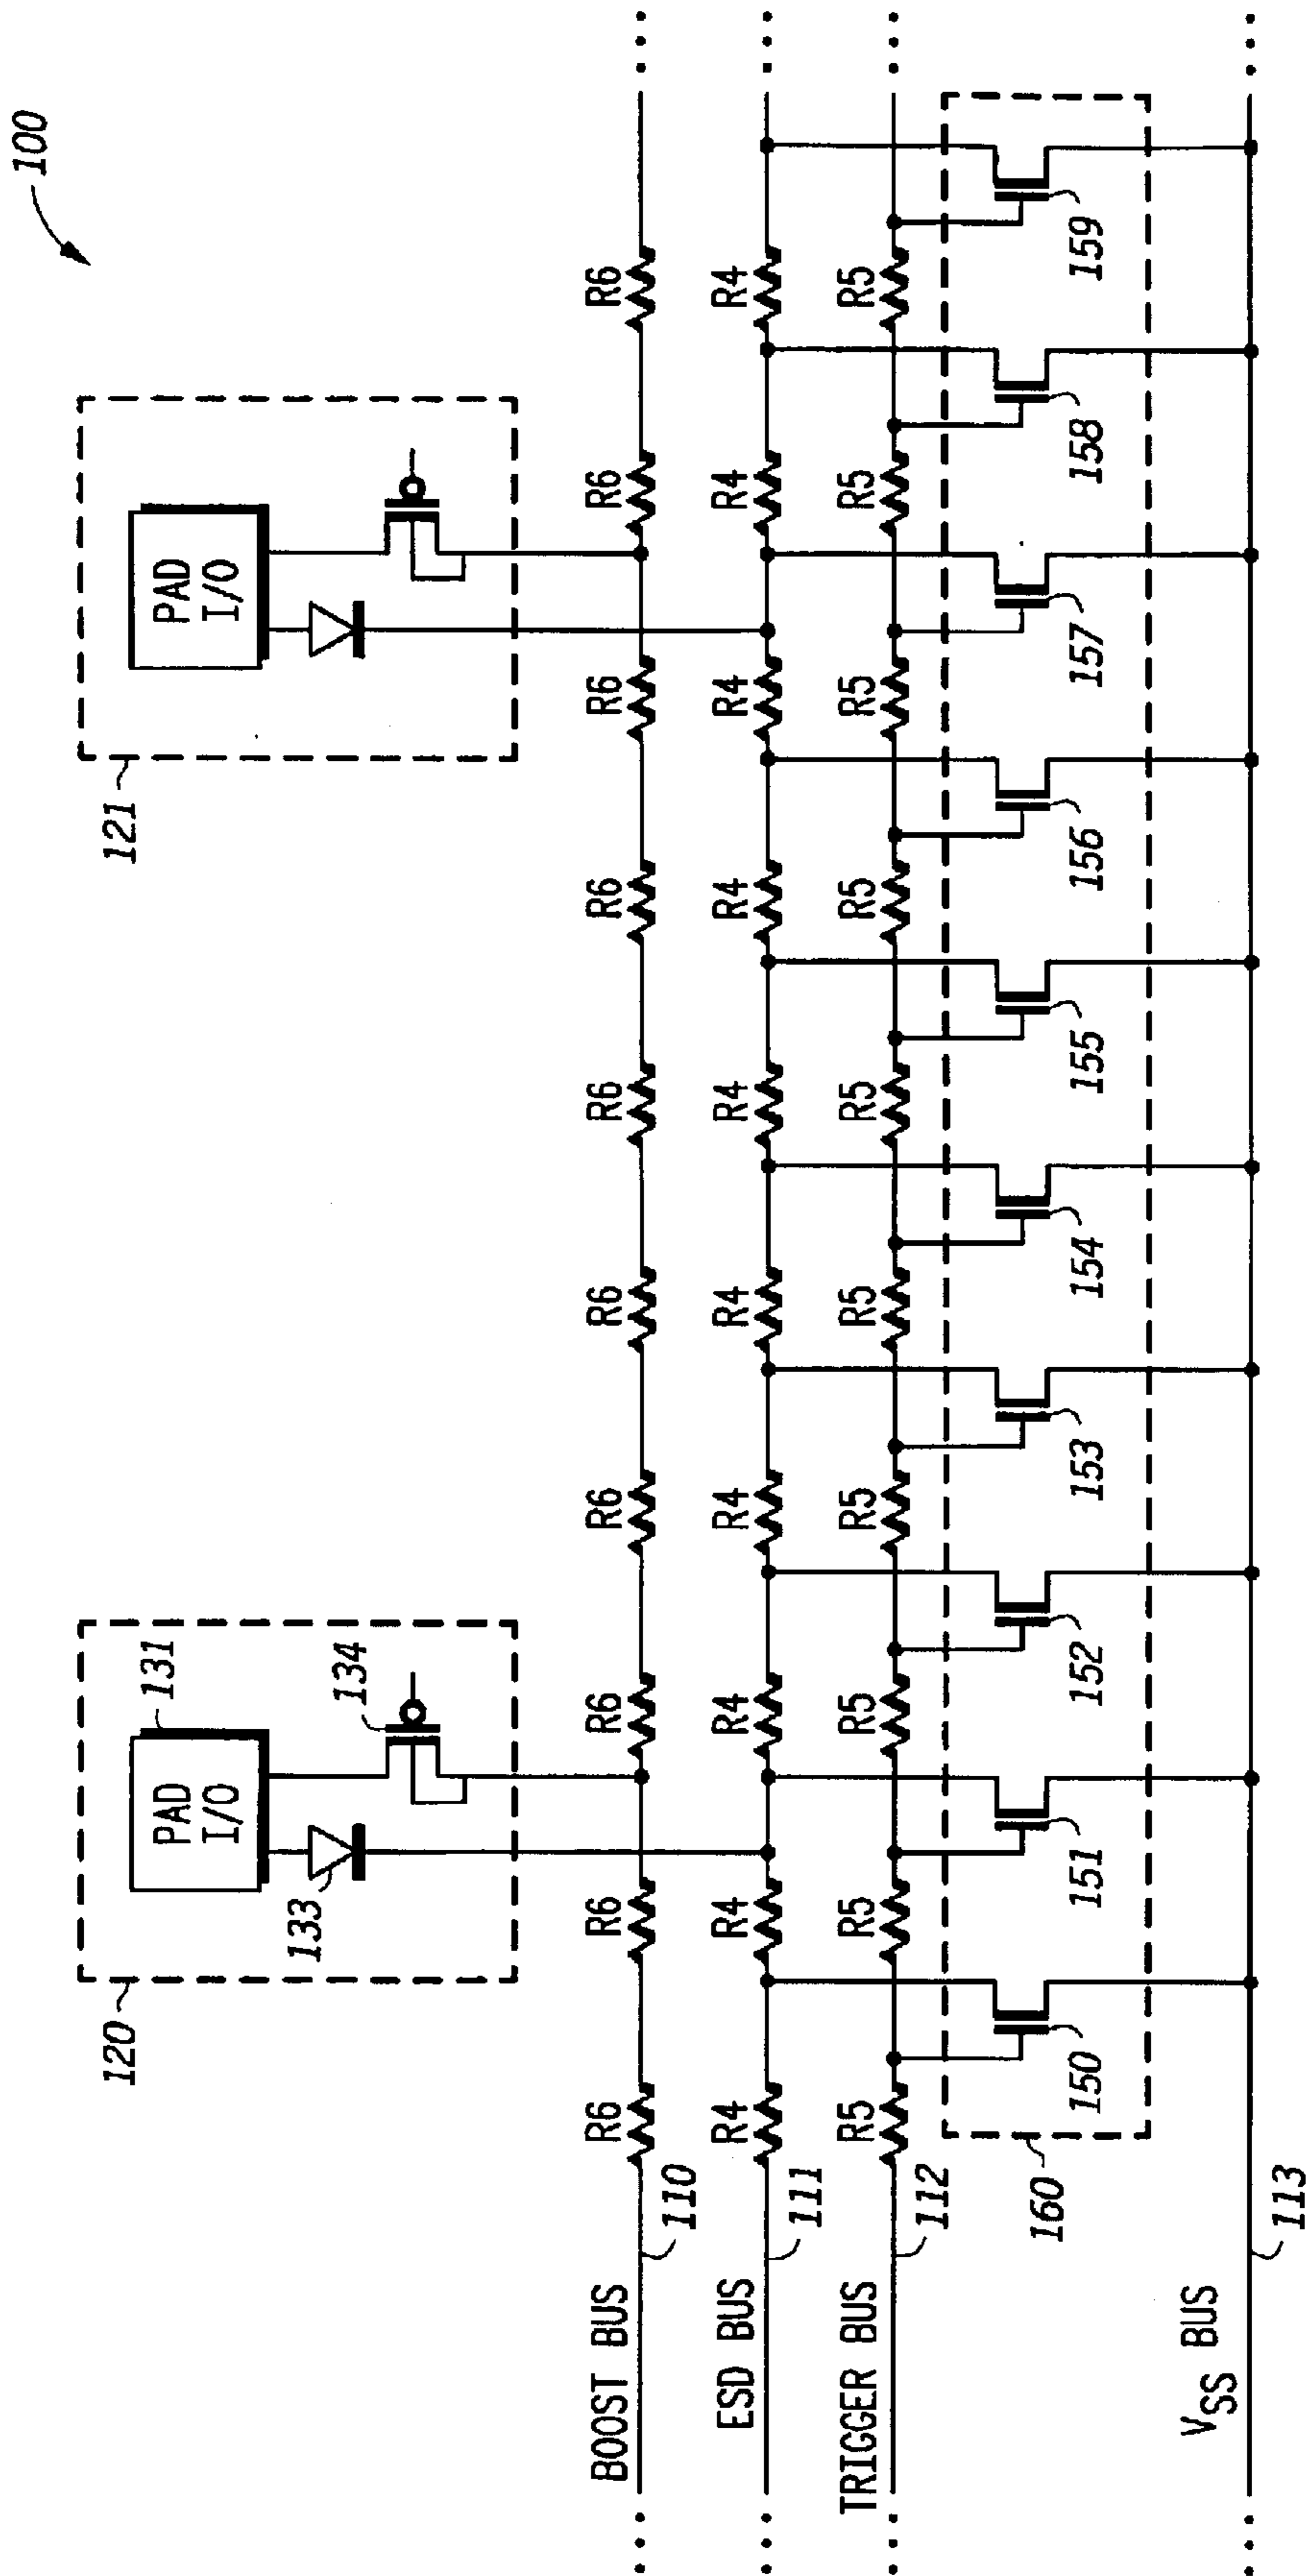 100
120
PAD
I/O
131
133
134
121
PAD
I/O
BOOST BUS
110
R6 R6 R6 R6 R6 R6 R6 R6 R6 R6
ESD BUS
111
R4 R4 R4 R4 R4 R4 R4 R4 R4 R4
TRIGGER BUS
112
R5 R5 R5 R5 R5 R5 R5 R5 R5 R5
160
150 151 152 153 154 155 156 157 158 159
VSS BUS
113